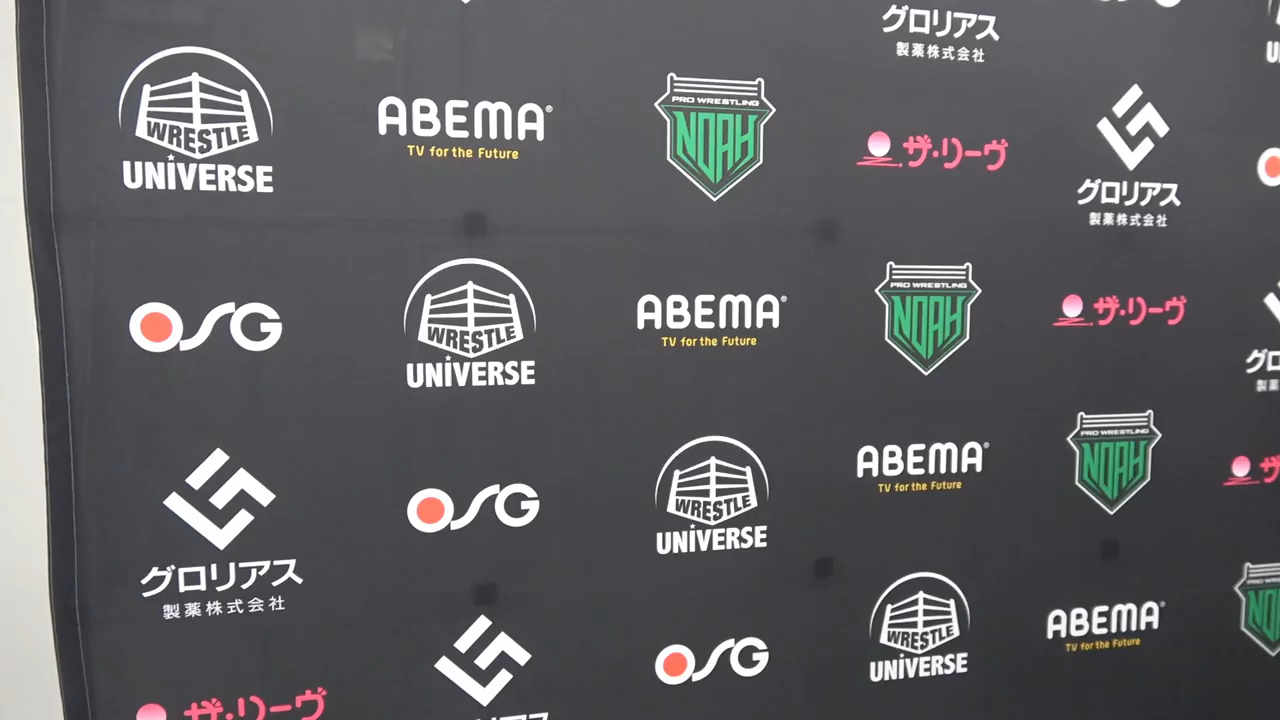 グロリアス
製薬株式会社
WRESTLE
UNIVERSE
ABEMA®
TV for the Future
PRO WRESTLING
NOAH
ザ・リーヴ
グロリアス
製薬株式会社
OSG
WRESTLE
UNIVERSE
ABEMA®
TV for the Future
PRO WRESTLING
NOAH
ザ・リーヴ
グロリアス
製薬株式会社
OSG
WRESTLE
UNIVERSE
ABEMA®
TV for the Future
PRO WRESTLING
NOAH
ザ・リーヴ
OSG
WRESTLE
UNIVERSE
ABEMA®
TV for the Future